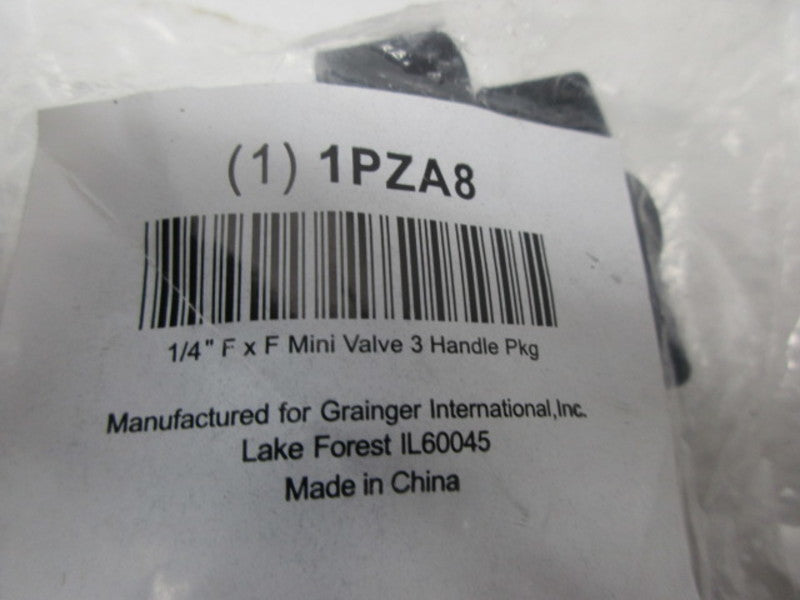 (1) 1PZA8
1/4" F x F Mini Valve 3 Handle Pkg
Manufactured for Grainger International,Inc.
Lake Forest IL60045
Made in China